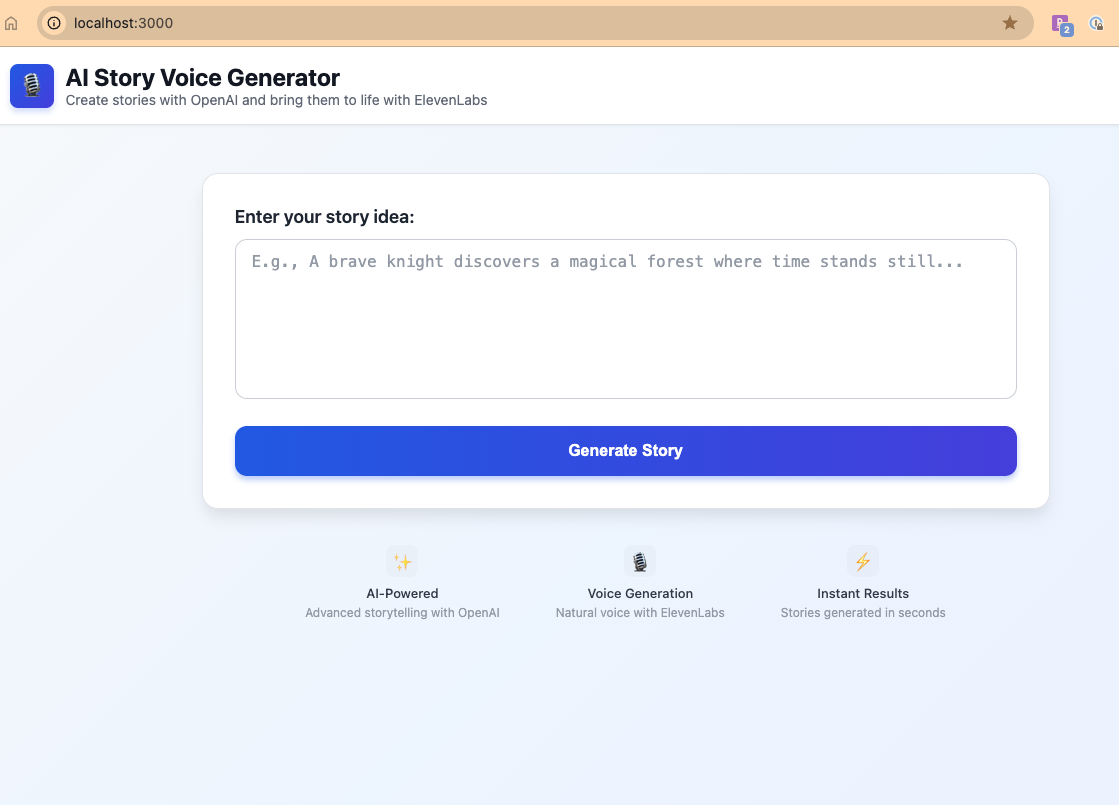 localhost:3000
2
AI Story Voice Generator
Create stories with OpenAI and bring them to life with ElevenLabs
Enter your story idea:
E.g., A brave knight discovers a magical forest where time stands still...
Generate Story
AI-Powered
Advanced storytelling with OpenAI
Voice Generation
Natural voice with ElevenLabs
Instant Results
Stories generated in seconds